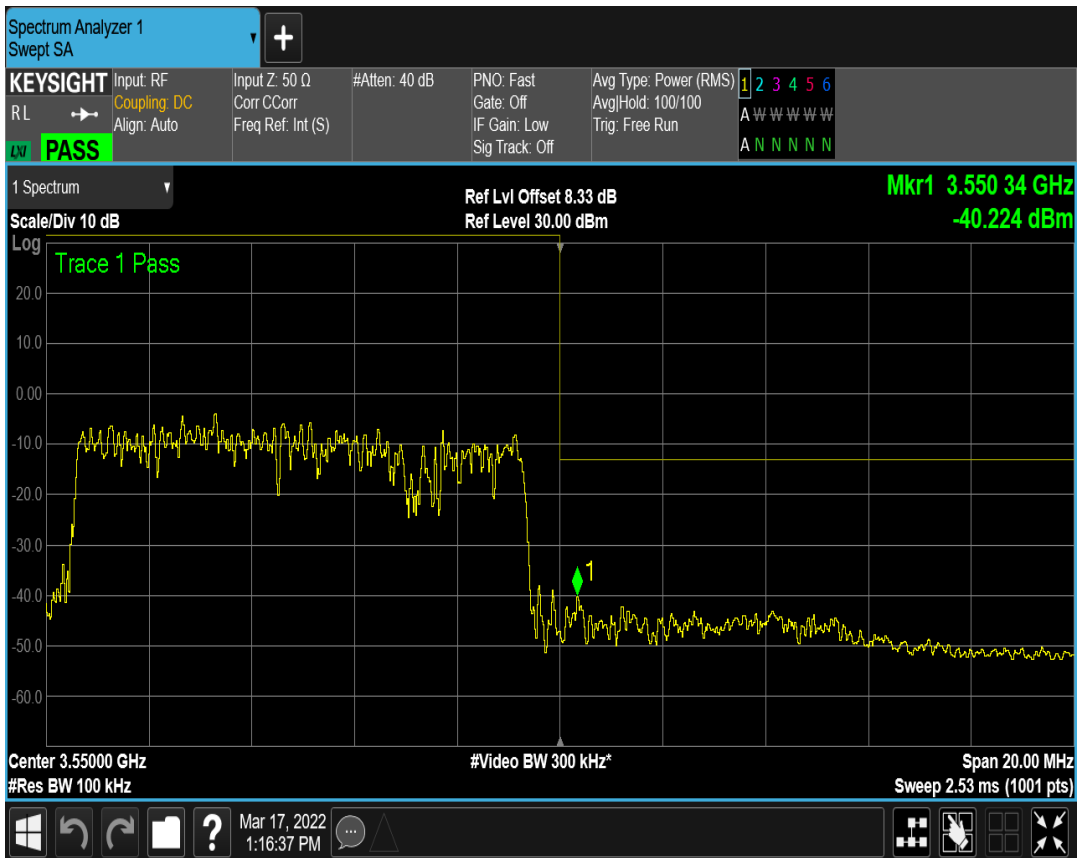 Spectrum Analyzer 1
Swept SA
+
KEYSIGHT
RL
LXI PASS
Input: RF
Coupling: DC
Align: Auto
Input Z: 50 Ω
Corr CCorr
Freq Ref: Int (S)
#Atten: 40 dB
PNO: Fast
Gate: Off
IF Gain: Low
Sig Track: Off
Avg Type: Power (RMS)
Avg|Hold: 100/100
Trig: Free Run
1 2 3 4 5 6
A W W W W W
A N N N N N
1 Spectrum
Scale/Div 10 dB
Ref Lvl Offset 8.33 dB
Ref Level 30.00 dBm
Mkr1 3.550 34 GHz
-40.224 dBm
Log
Trace 1 Pass
20.0
10.0
0.00
-10.0
-20.0
-30.0
-40.0
-50.0
-60.0
1
Center 3.55000 GHz
#Res BW 100 kHz
#Video BW 300 kHz*
Span 20.00 MHz
Sweep 2.53 ms (1001 pts)
?
Mar 17, 2022
1:16:37 PM